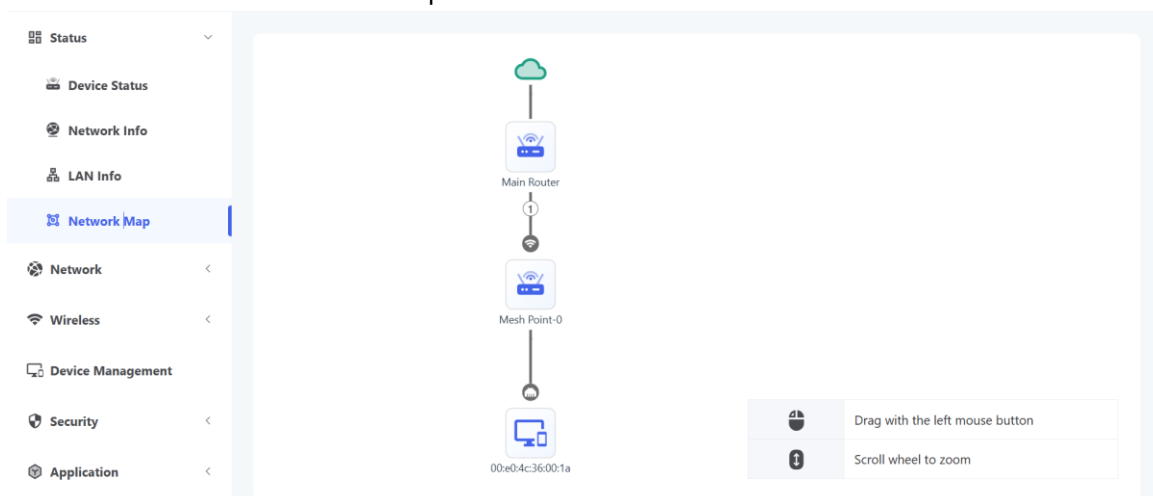 Status
Device Status
Network Info
LAN Info
Network Map
Network
Wireless
Device Management
Security
Application
Main Router
1
Mesh Point-0
00:e0:4c:36:00:1a
Drag with the left mouse button
Scroll wheel to zoom